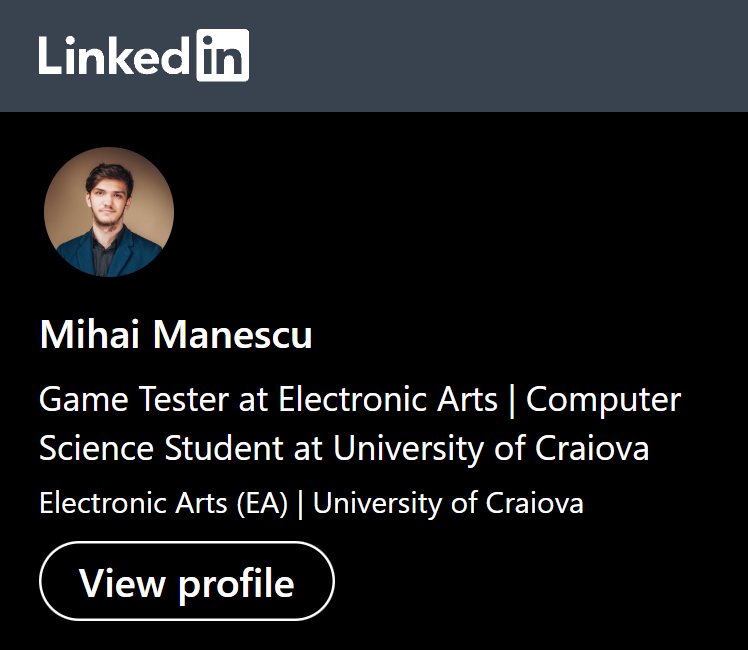 LinkedIn
Mihai Manescu
Game Tester at Electronic Arts | Computer
Science Student at University of Craiova
Electronic Arts (EA) | University of Craiova
View profile